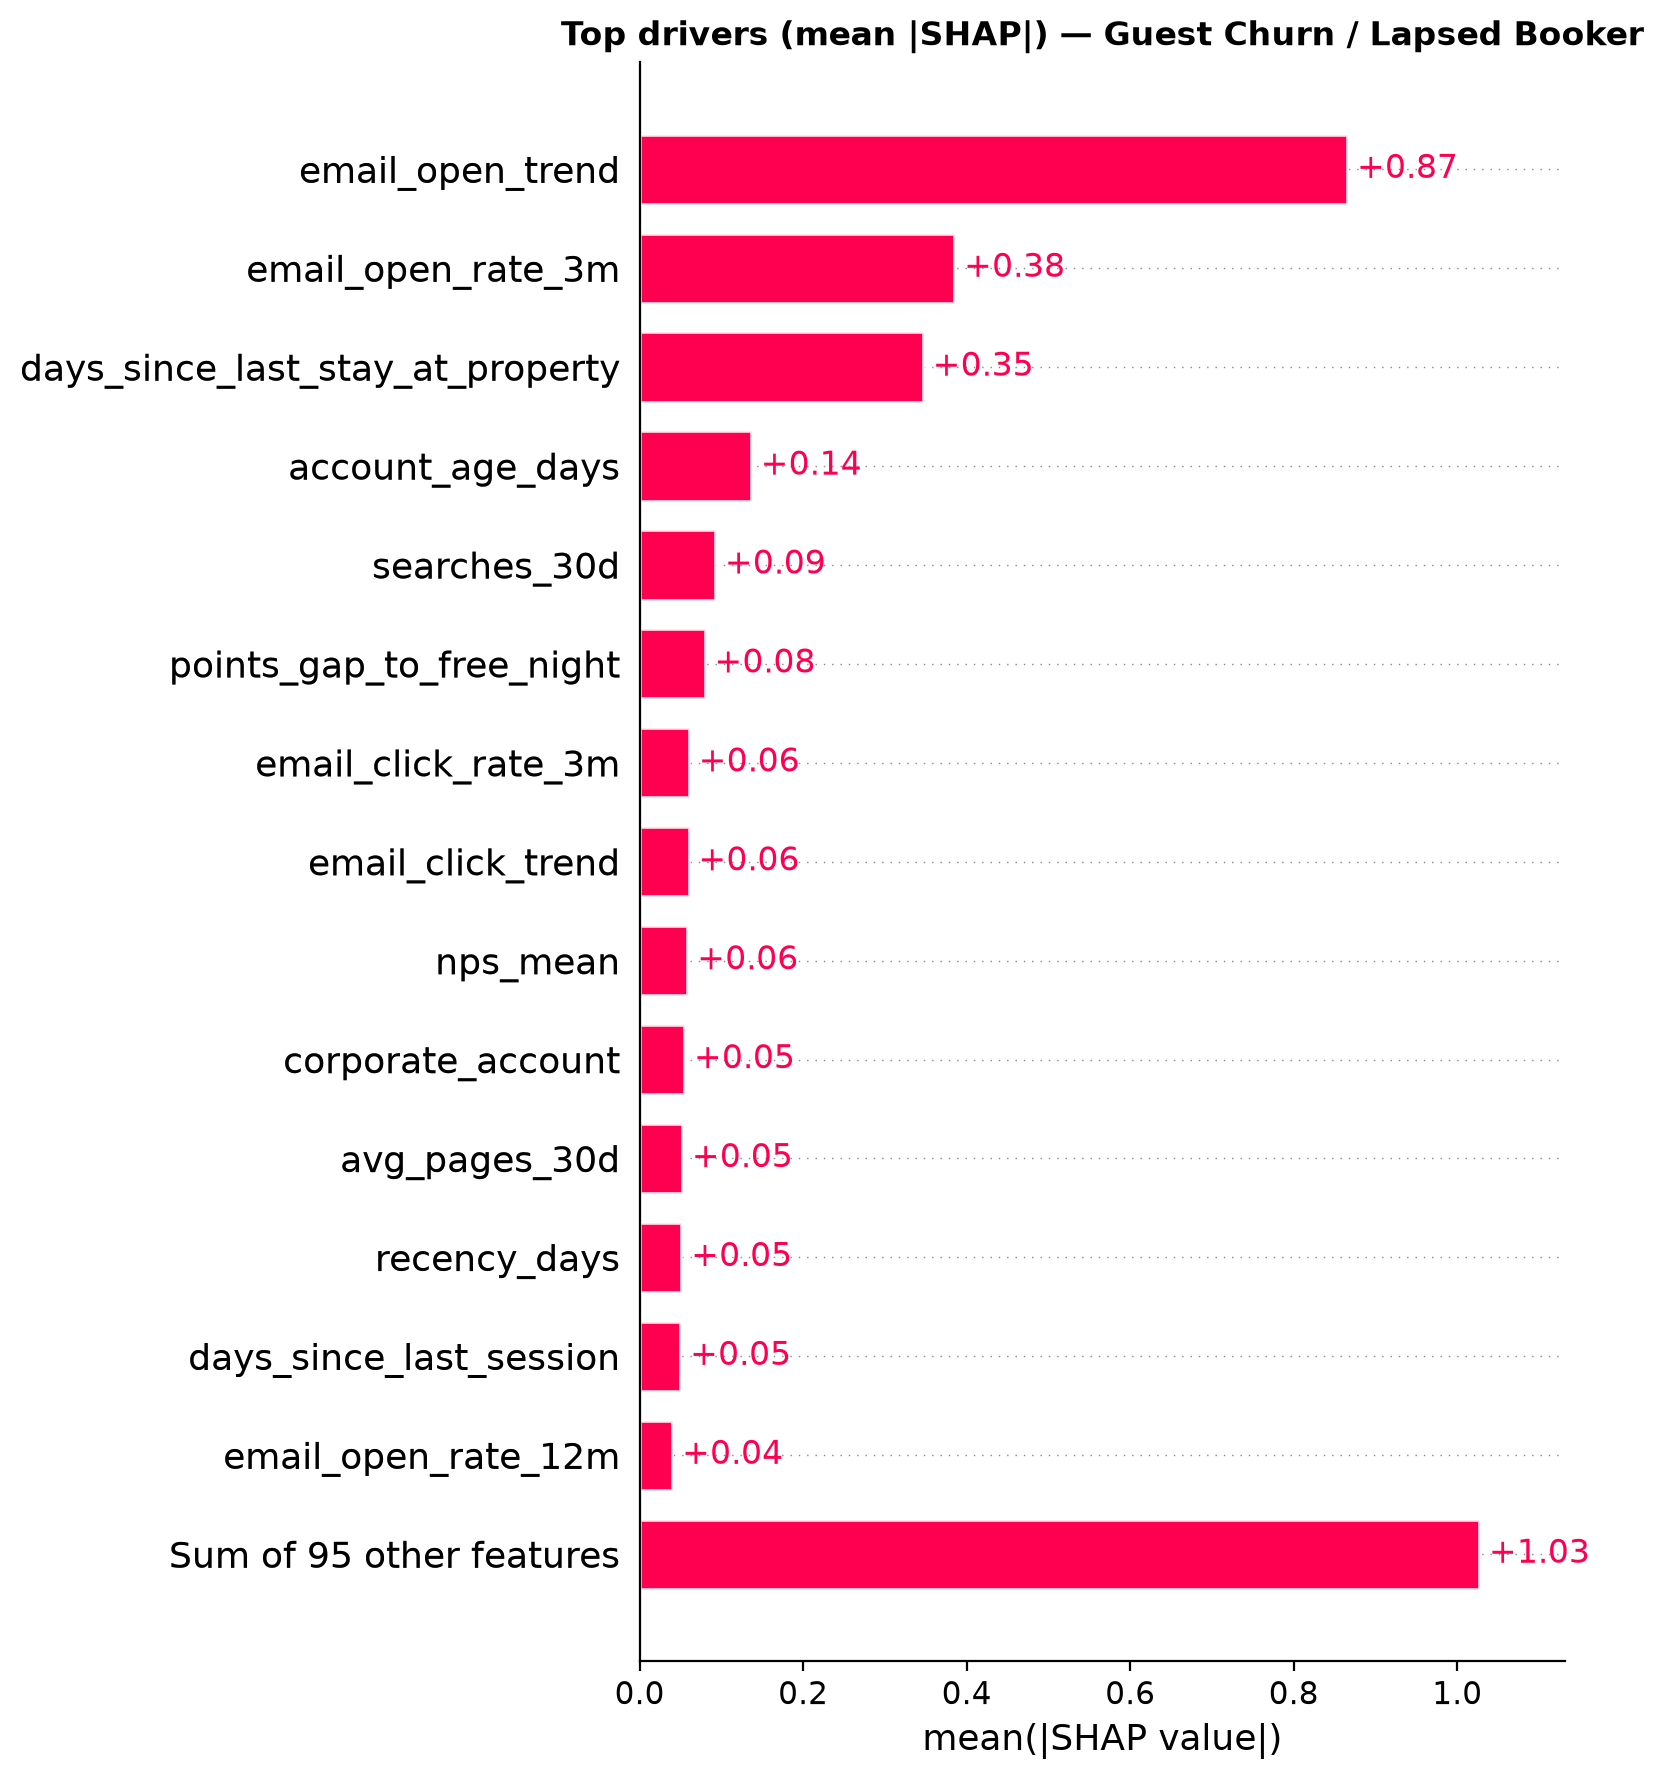 Top drivers (mean |SHAP|) — Guest Churn / Lapsed Booker
email_open_trend +0.87
email_open_rate_3m +0.38
days_since_last_stay_at_property +0.35
account_age_days +0.14
searches_30d +0.09
points_gap_to_free_night +0.08
email_click_rate_3m +0.06
email_click_trend +0.06
nps_mean +0.06
corporate_account +0.05
avg_pages_30d +0.05
recency_days +0.05
days_since_last_session +0.05
email_open_rate_12m +0.04
Sum of 95 other features +1.03
0.0 0.2 0.4 0.6 0.8 1.0
mean(|SHAP value|)